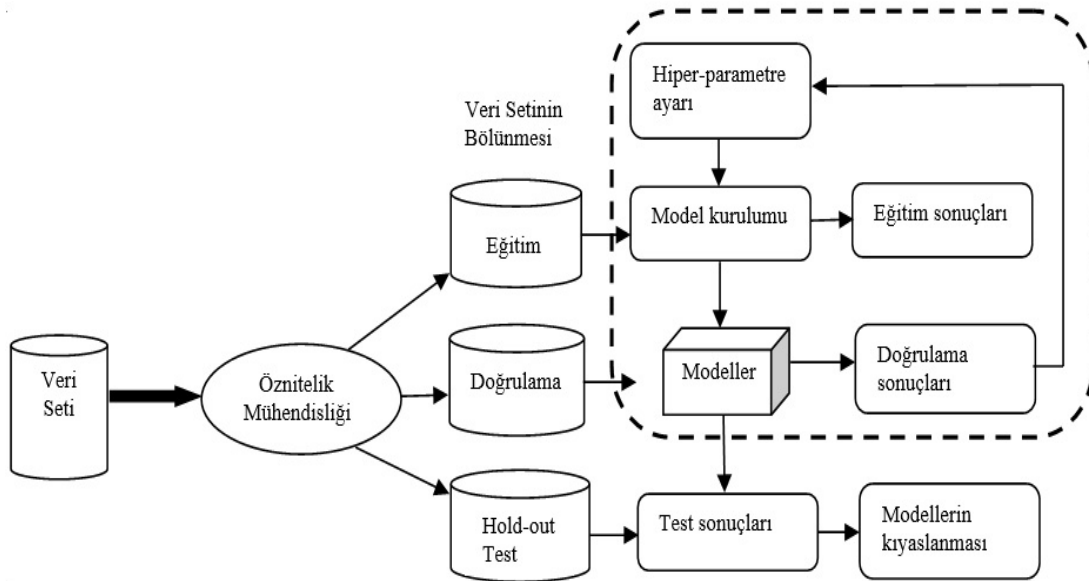 Hiper-parametre
ayarı
Veri Setinin
Bölünmesi
Eğitim
Model kurulumu
Eğitim sonuçları
Veri
Seti
Öznitelik
Mühendisliği
Doğrulama
Modeller
Doğrulama
sonuçları
Hold-out
Test
Test sonuçları
Modellerin
kıyaslanması